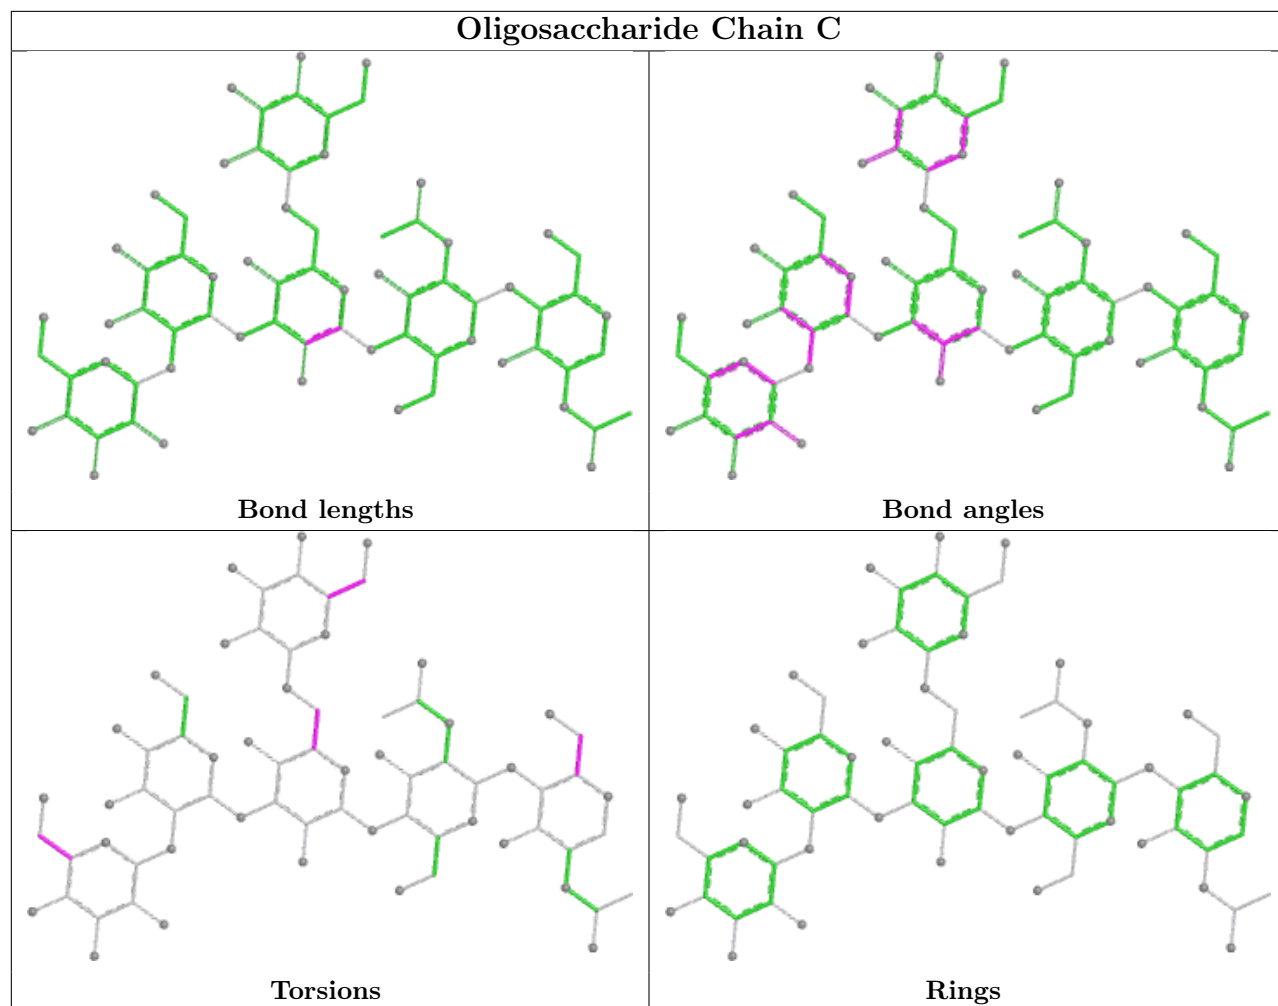 Oligosaccharide Chain C
Bond lengths
Bond angles
Torsions
Rings